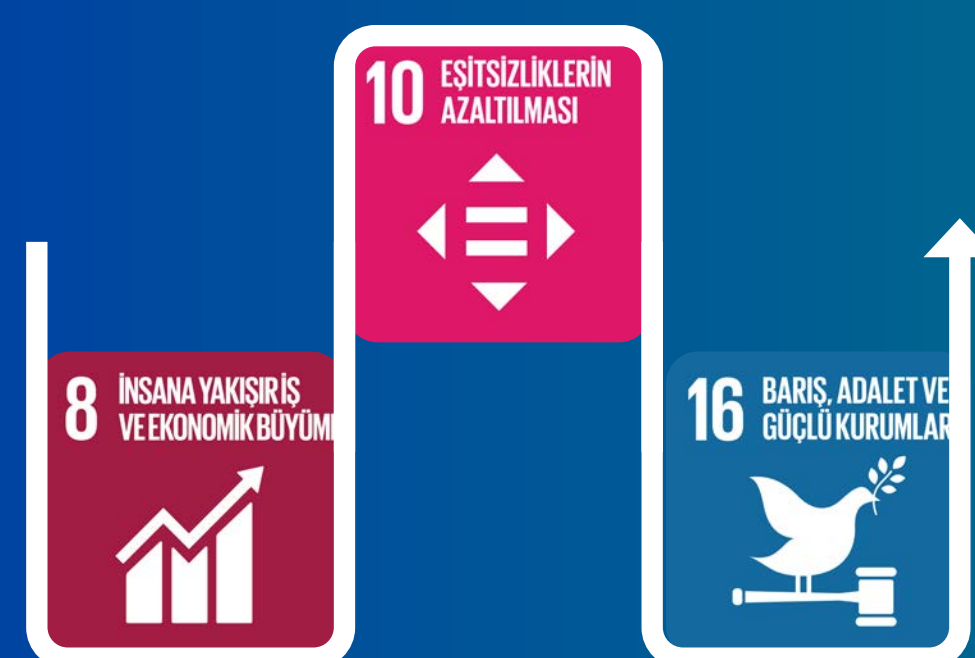 10 EŞİTSİZLİKLERİN
AZALTILMASI
8 İNSANA YAKIŞIR İŞ
VE EKONOMİK BÜYÜM
16 BARIŞ, ADALET VE
GÜÇLÜ KURUMLAR